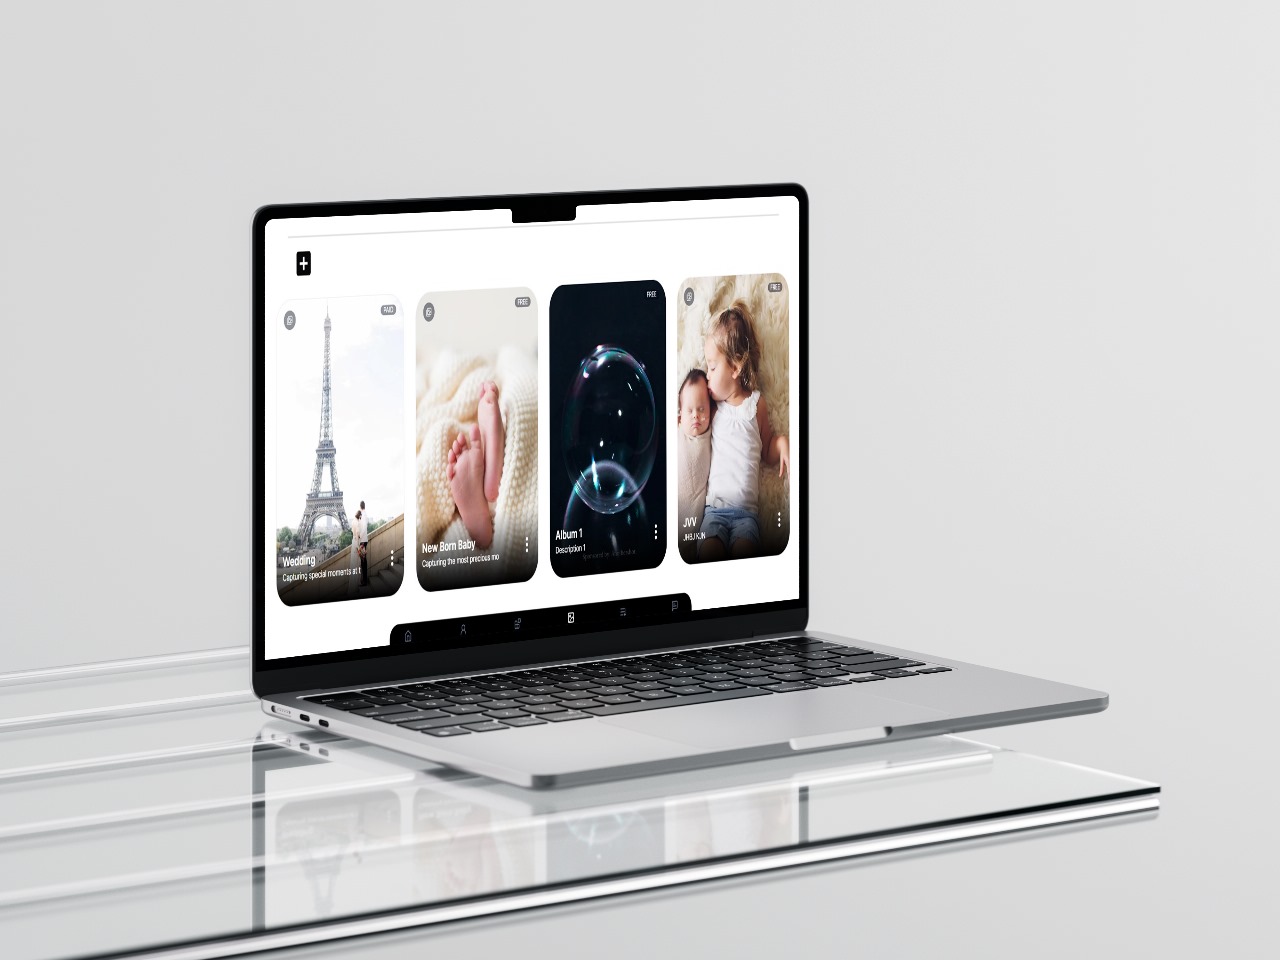 PAID
Wedding
Capturing special moments at t
FREE
New Born Baby
Capturing the most precious mo
FREE
Album 1
Description 1
FREE
JVV
JHBJ KJN